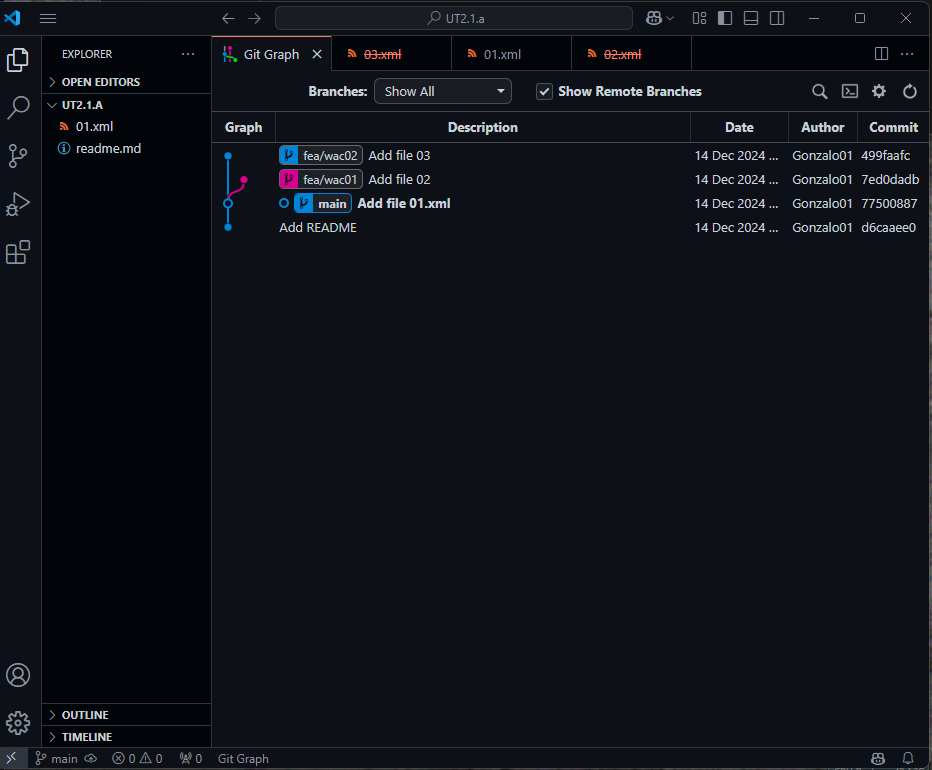 UT2.1.a
EXPLORER
Git Graph
03.xml
01.xml
02.xml
OPEN EDITORS
UT2.1.A
01.xml
readme.md
Branches: Show All Show Remote Branches
Graph Description Date Author Commit
fea/wac02 Add file 03 14 Dec 2024 ... Gonzalo01 499faafc
fea/wac01 Add file 02 14 Dec 2024 ... Gonzalo01 7ed0dadb
main Add file 01.xml 14 Dec 2024 ... Gonzalo01 77500887
Add README 14 Dec 2024 ... Gonzalo01 d6caaee0
OUTLINE
TIMELINE
main 0 0 0 Git Graph